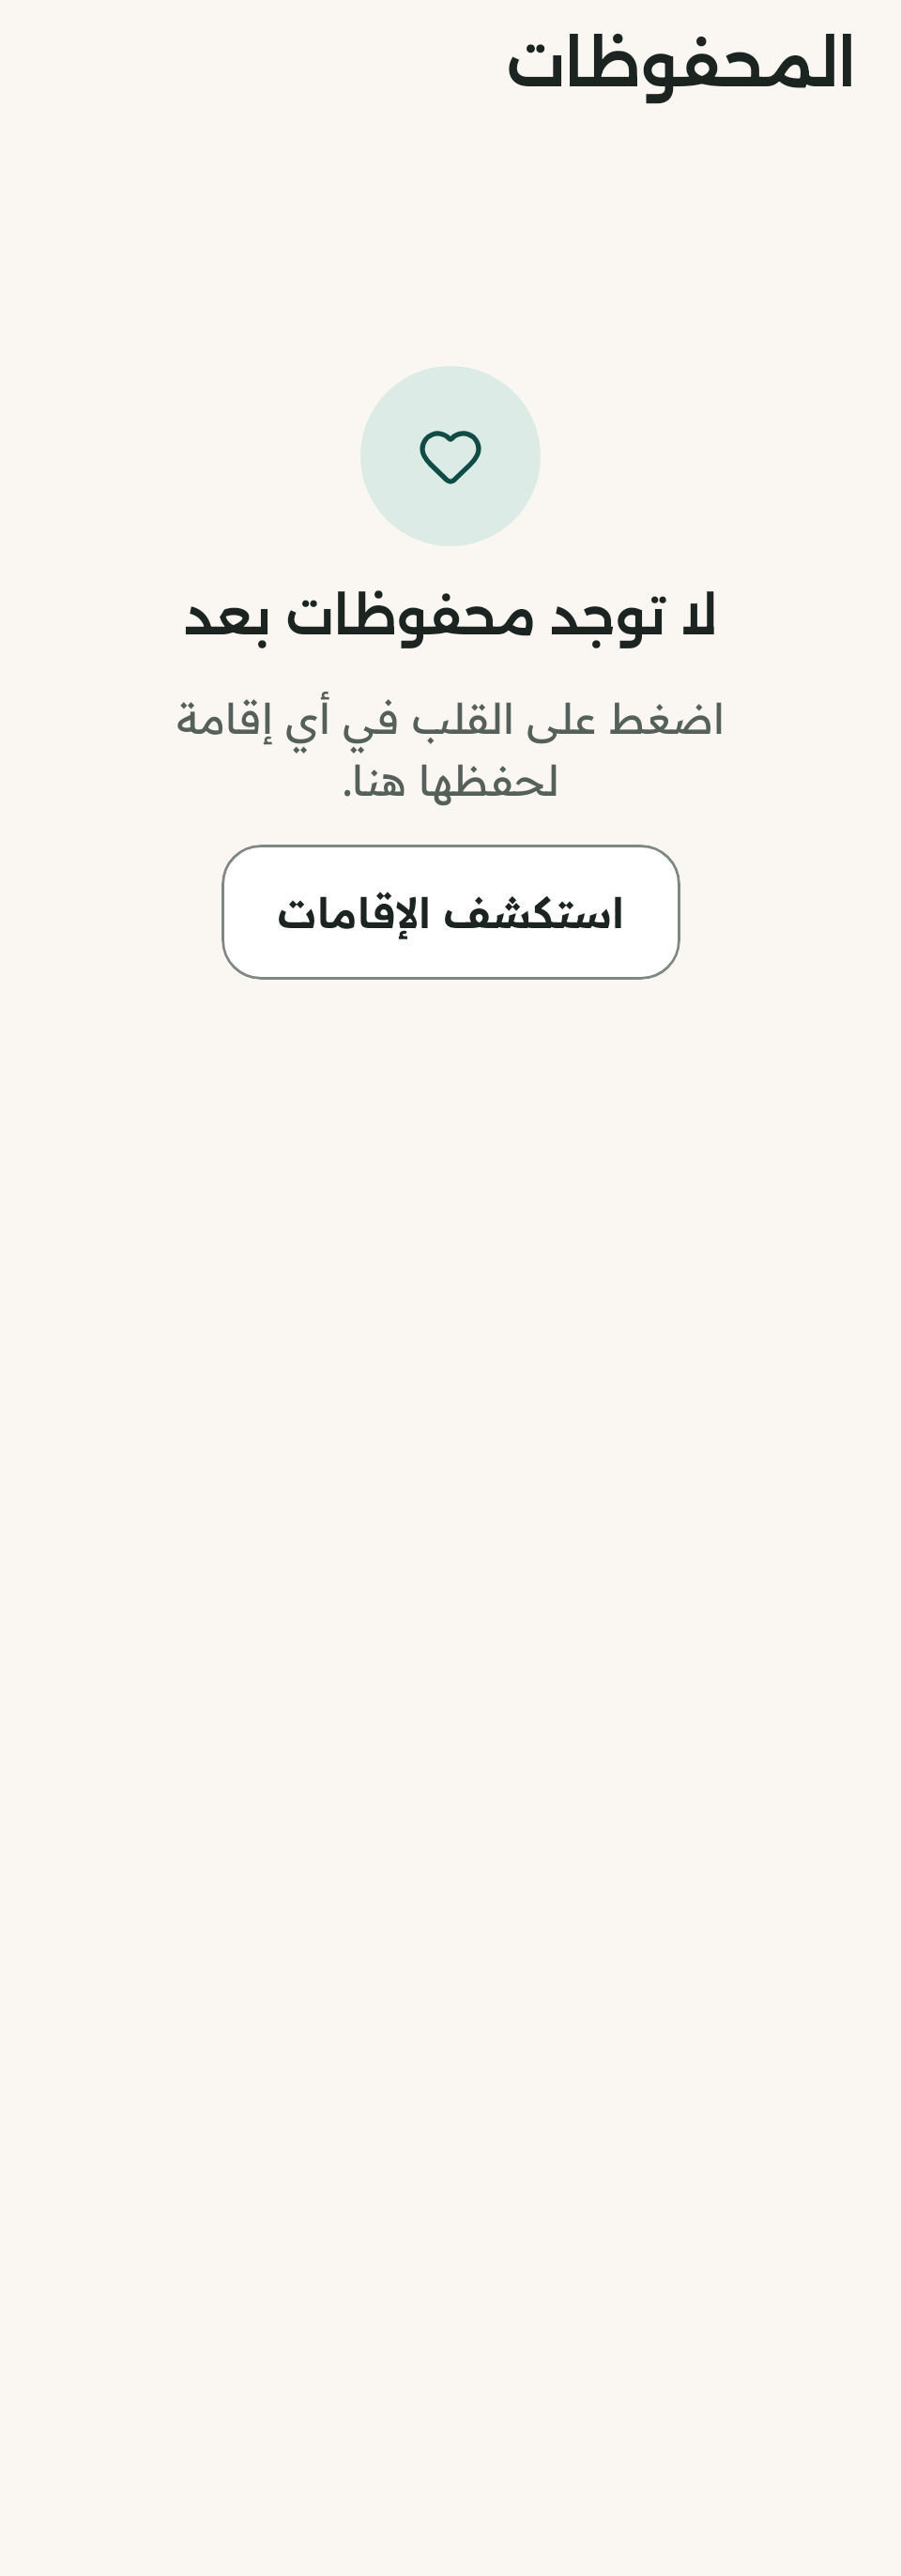 المحفوظات
لا توجد محفوظات بعد
اضغط على القلب في أي إقامة
لحفظها هنا.
استكشف الإقامات